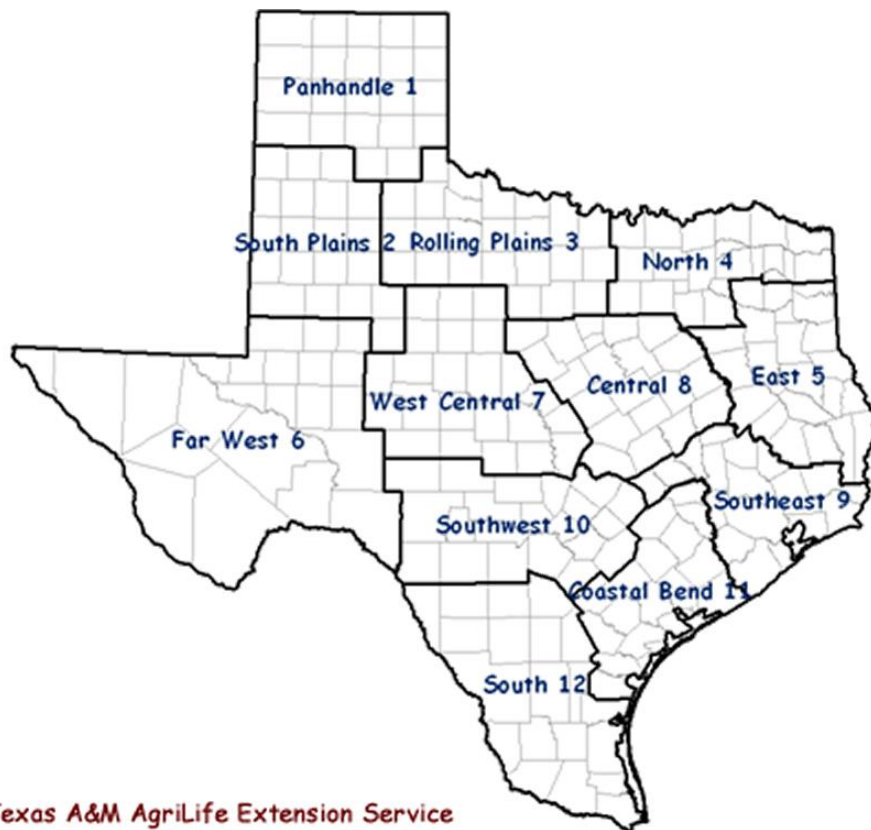 Panhandle 1
South Plains 2
Rolling Plains 3
North 4
East 5
Central 8
West Central 7
Far West 6
Southeast 9
Southwest 10
Coastal Bend 11
South 12
Texas A&M AgriLife Extension Service